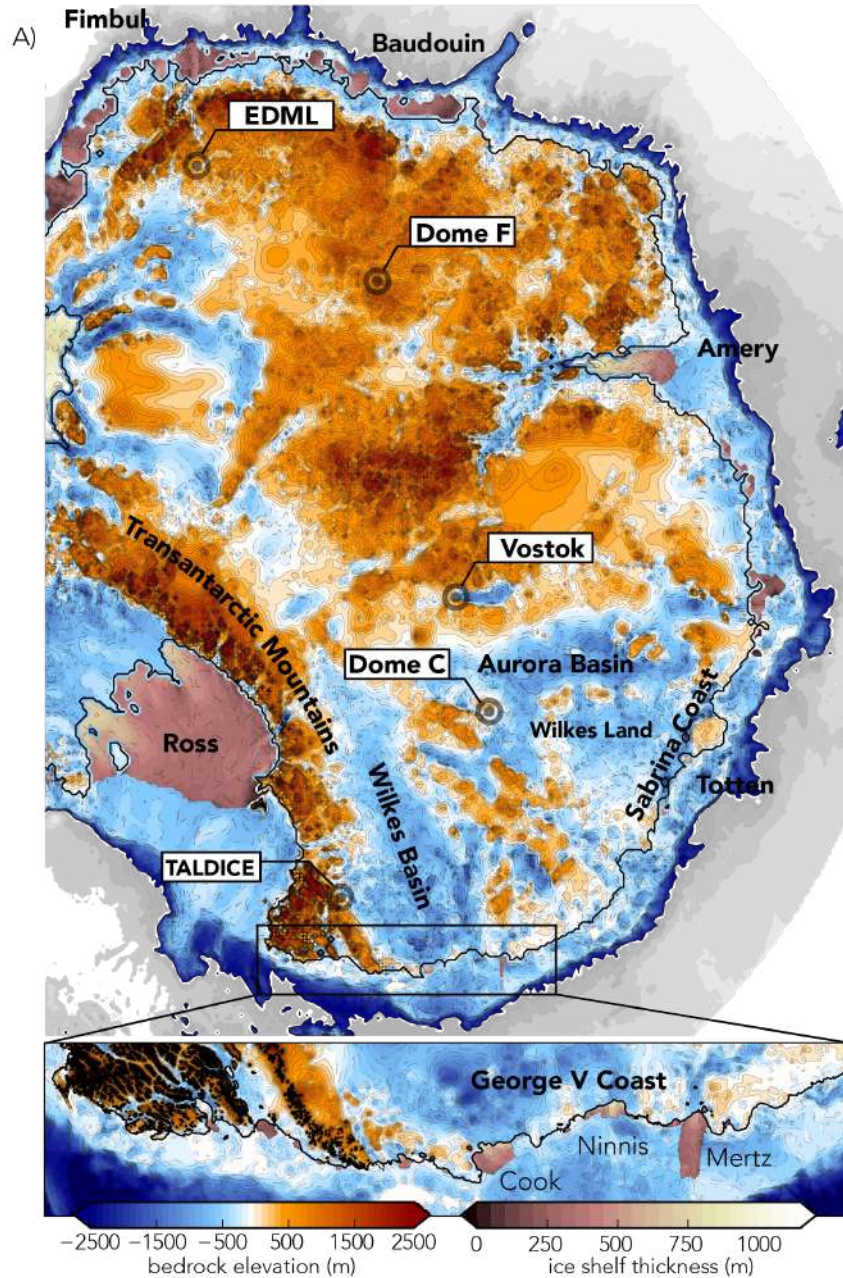 A)
Fimbul
Baudouin
EDML
Dome F
Amery
Vostok
Transantarctic Mountains
Dome C
Aurora Basin
Ross
Wilkes Land
Sabrina Coast
Totten
Wilkes Basin
TALDICE
George V Coast
Ninnis
Mertz
Cook
−2500 −1500 −500 500 1500 2500
bedrock elevation (m)
0 250 500 750 1000
ice shelf thickness (m)